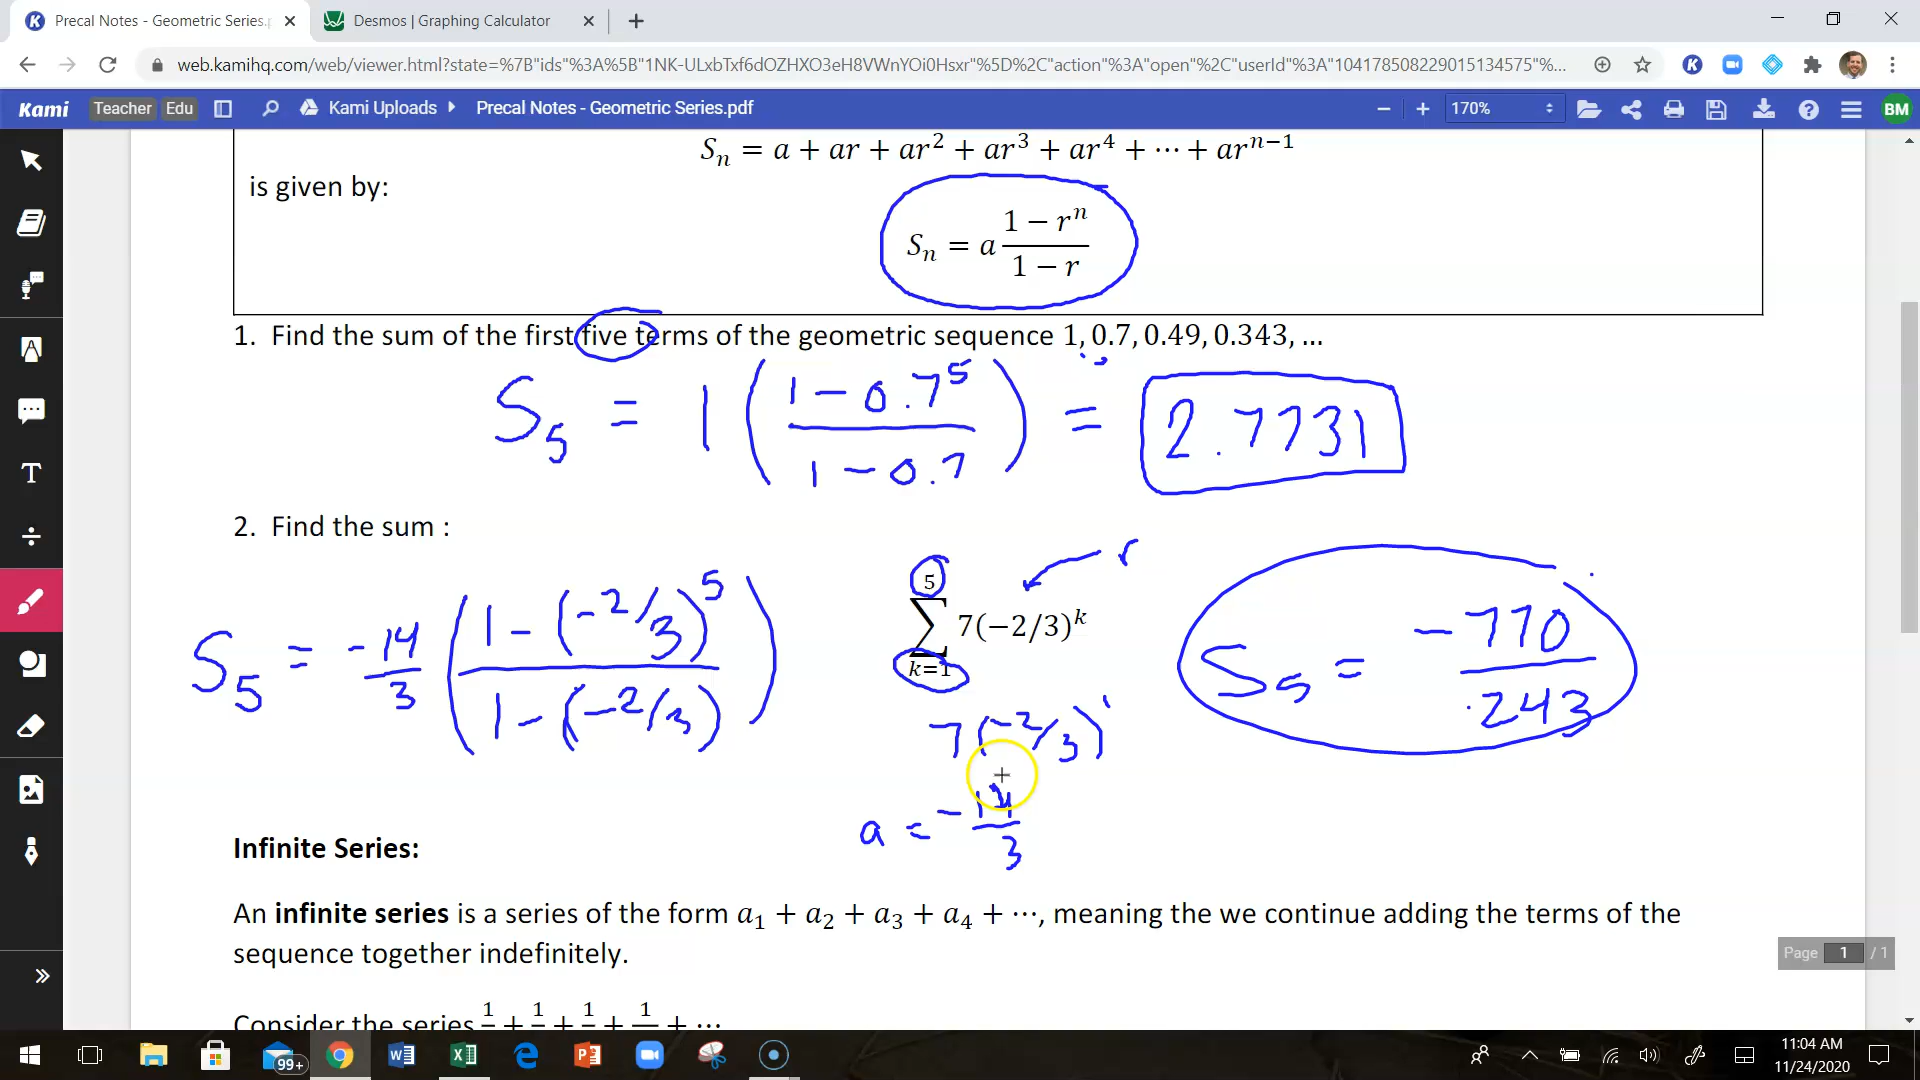 Precal Notes - Geometric Series.p
Desmos | Graphing Calculator
web.kamihq.com/web/viewer.html?state=%7B"ids"%3A%5B"1NK-ULxbTxf6dOZHXO3eH8VWnYOi0Hsxr"%5D%2C"action"%3A"open"%2C"userId"%3A"104178508229015134575"%...
Kami Teacher Edu Kami Uploads Precal Notes - Geometric Series.pdf 170% BM
Sₙ = a + ar + ar² + ar³ + ar⁴ + ⋯ + arⁿ⁻¹
is given by:
Sₙ = a (1 − rⁿ)/(1 − r)
1. Find the sum of the first five terms of the geometric sequence 1, 0.7, 0.49, 0.343, ...
S₅ = 1 ((1 − 0.7⁵)/(1 − 0.7)) = 2.7731
2. Find the sum :
r
S₅ = -14/3 ((1 − (-2/3)⁵)/(1 − (-2/3)))
5 ∑ k=1 7(−2/3)ᵏ
S₅ = -770/243
7(-2/3)¹
a = -14/3
Infinite Series:
An infinite series is a series of the form a₁ + a₂ + a₃ + a₄ + ⋯, meaning the we continue adding the terms of the
sequence together indefinitely.
Page 1 / 1
Consider the series 1 + 1 + 1 + 1 + ⋯
99+
11:04 AM
11/24/2020